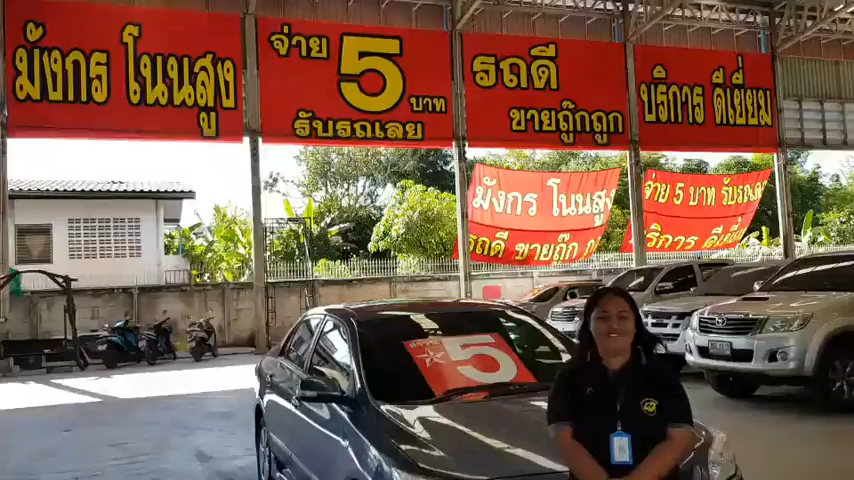 มังกร โนนสูง
จ่าย 5 บาท
รับรถเลย
รถดี
ขายถู๊กถูก
บริการ ดีเยี่ยม
มังกร โนนสูง
รถดี ขายถู๊ก
จ่าย 5 บาท รับรถ
บริการ ดีเยี่ยม
5